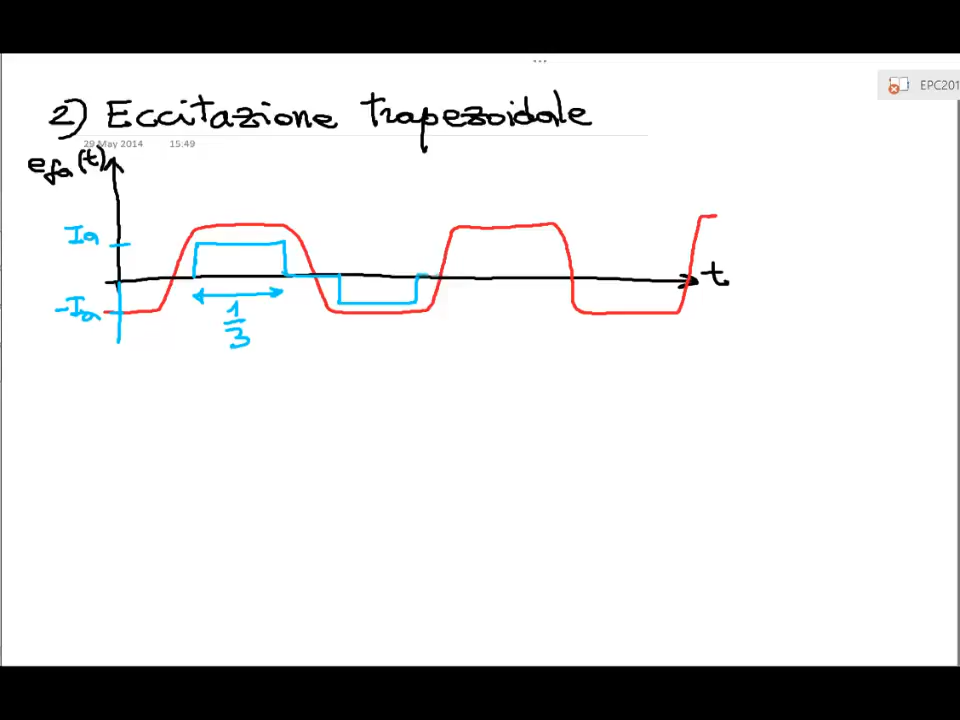 EPC201
2) Eccitazione trapezoidale
29 May 2014 15:49
efa(t)
Ia
t
-Ia
1
3